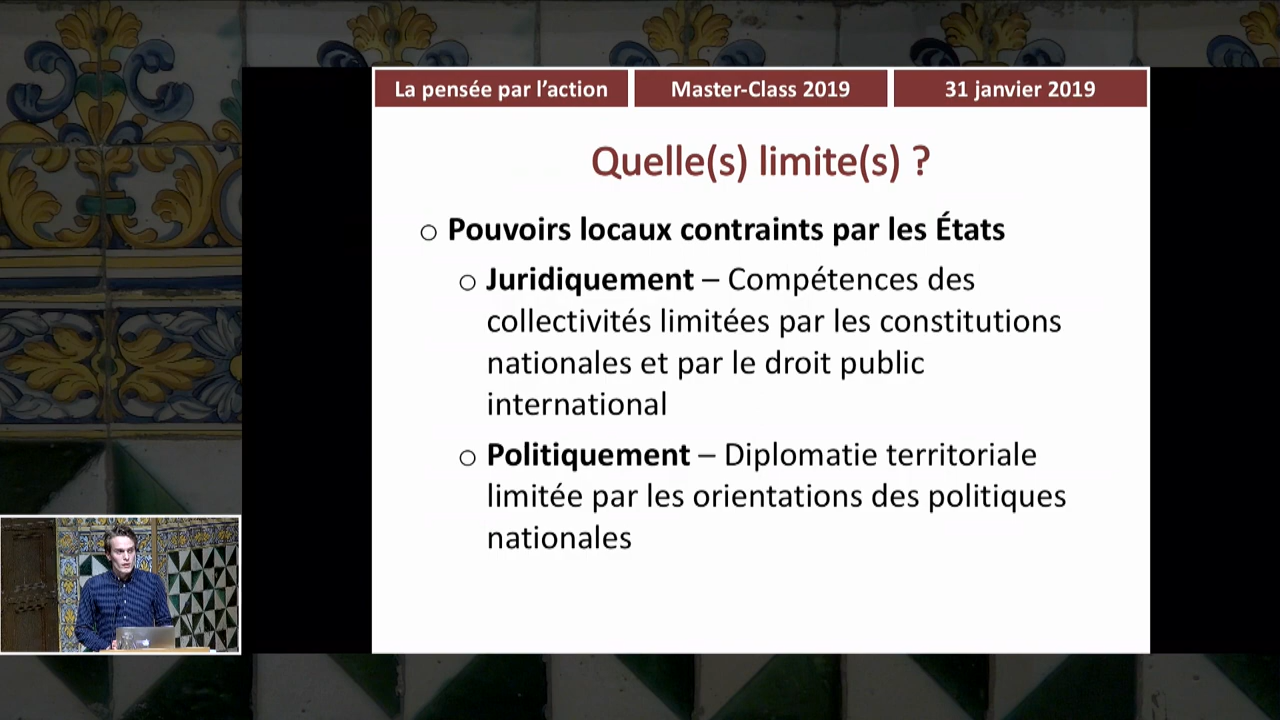 La pensée par l’action
Master-Class 2019
31 janvier 2019
Quelle(s) limite(s) ?
o Pouvoirs locaux contraints par les États
o Juridiquement – Compétences des
collectivités limitées par les constitutions
nationales et par le droit public
international
o Politiquement – Diplomatie territoriale
limitée par les orientations des politiques
nationales